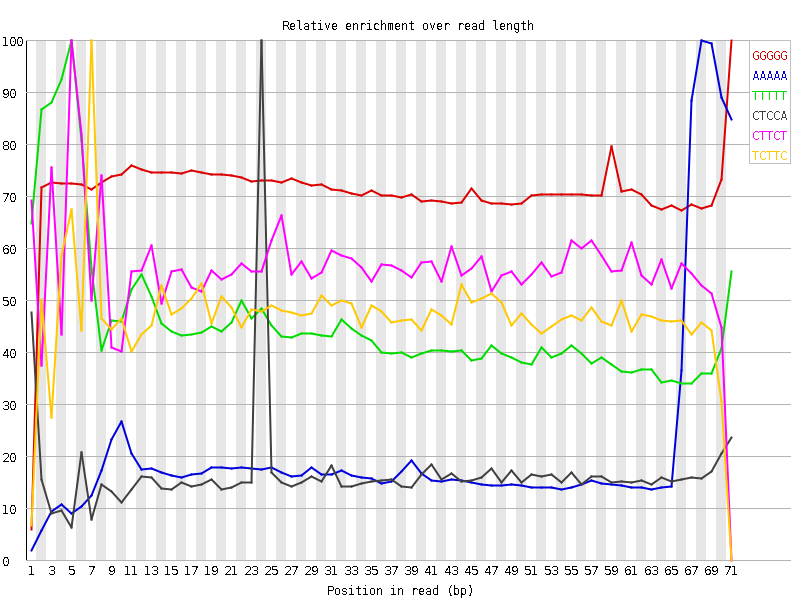 Relative enrichment over read length
100
90
80
70
60
50
40
30
20
10
0
GGGGG
AAAAA
TTTTT
CTCCA
CTTCT
TCTTC
1 3 5 7 9 11 13 15 17 19 21 23 25 27 29 31 33 35 37 39 41 43 45 47 49 51 53 55 57 59 61 63 65 67 69 71
Position in read (bp)